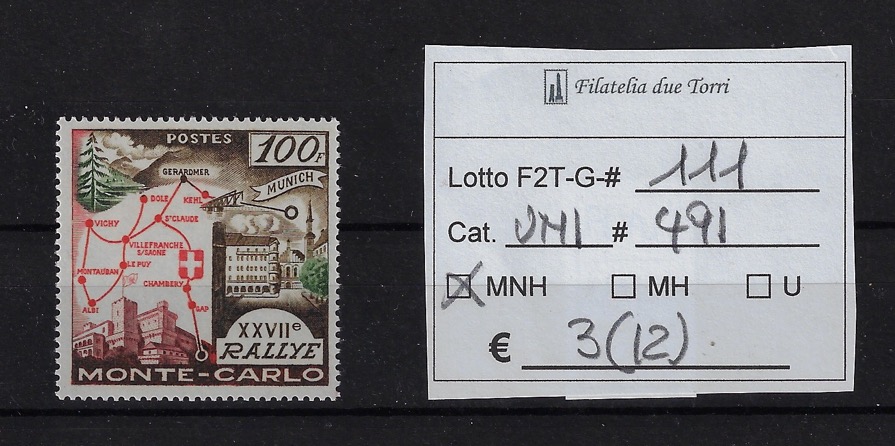 POSTES
100F
GERARDMER
MUNICH
DOLE
KEHL
VICHY
St CLAUDE
VILLEFRANCHE
S/SAONE
LE PUY
MONTAUBAN
CHAMBERY
ALBI
GAP
XXVIIe
RALLYE
MONTE-CARLO
Filatelia due Torri
Lotto F2T-G-# 111
Cat. UNI # 491
MNH MH U
€ 3(12)